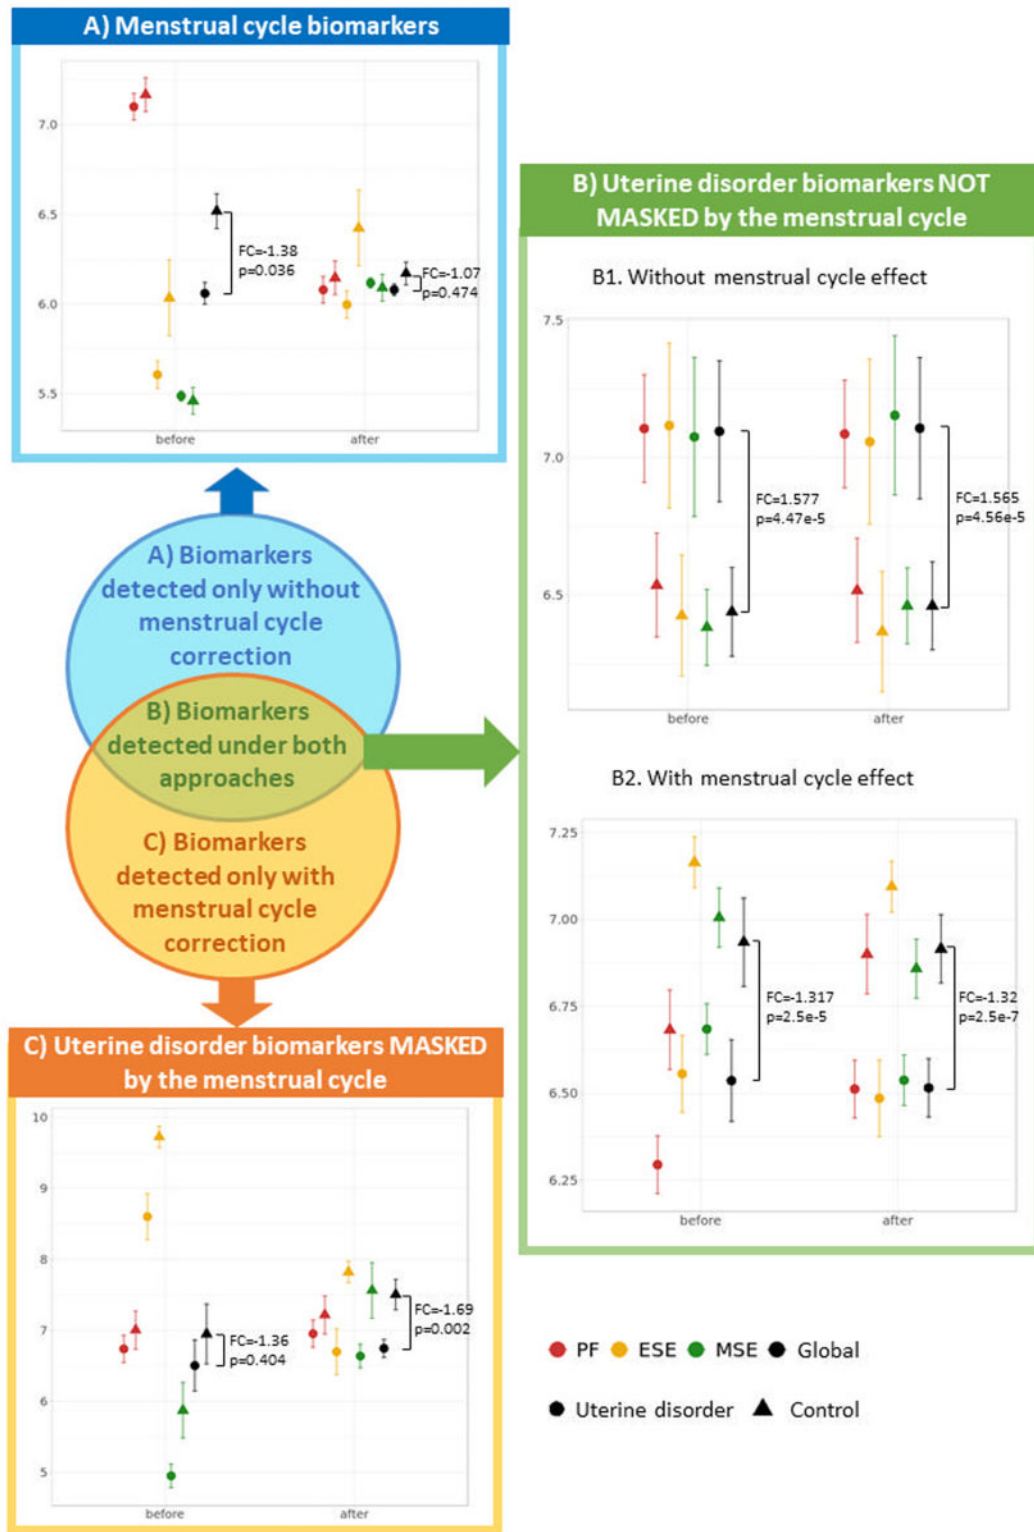 A) Menstrual cycle biomarkers
7.0
6.5
6.0
5.5
FC=-1.38
p=0.036
FC=-1.07
p=0.474
before
after
A) Biomarkers
detected only without
menstrual cycle
correction
B) Biomarkers
detected under both
approaches
C) Biomarkers
detected only with
menstrual cycle
correction
B) Uterine disorder biomarkers NOT
MASKED by the menstrual cycle
B1. Without menstrual cycle effect
7.5
7.0
6.5
FC=1.577
p=4.47e-5
FC=1.565
p=4.56e-5
before
after
B2. With menstrual cycle effect
7.25
7.00
6.75
6.50
6.25
FC=-1.317
p=2.5e-5
FC=-1.32
p=2.5e-7
before
after
C) Uterine disorder biomarkers MASKED
by the menstrual cycle
10
9
8
7
6
5
FC=-1.36
p=0.404
FC=-1.69
p=0.002
before
after
PF ESE MSE Global
Uterine disorder Control